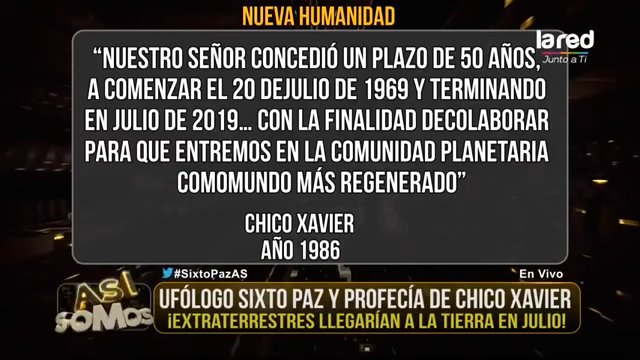 NUEVA HUMANIDAD
“NUESTRO SEÑOR CONCEDIÓ UN PLAZO DE 50 AÑOS,
A COMENZAR EL 20 DEJULIO DE 1969 Y TERMINANDO
EN JULIO DE 2019... CON LA FINALIDAD DECOLABORAR
PARA QUE ENTREMOS EN LA COMUNIDAD PLANETARIA
COMOMUNDO MÁS REGENERADO”
CHICO XAVIER
AÑO 1986
lared
Junto a Ti
#SixtoPazAS
En Vivo
ASI
SOMOS
UFÓLOGO SIXTO PAZ Y PROFECÍA DE CHICO XAVIER
¡EXTRATERRESTRES LLEGARÍAN A LA TIERRA EN JULIO!